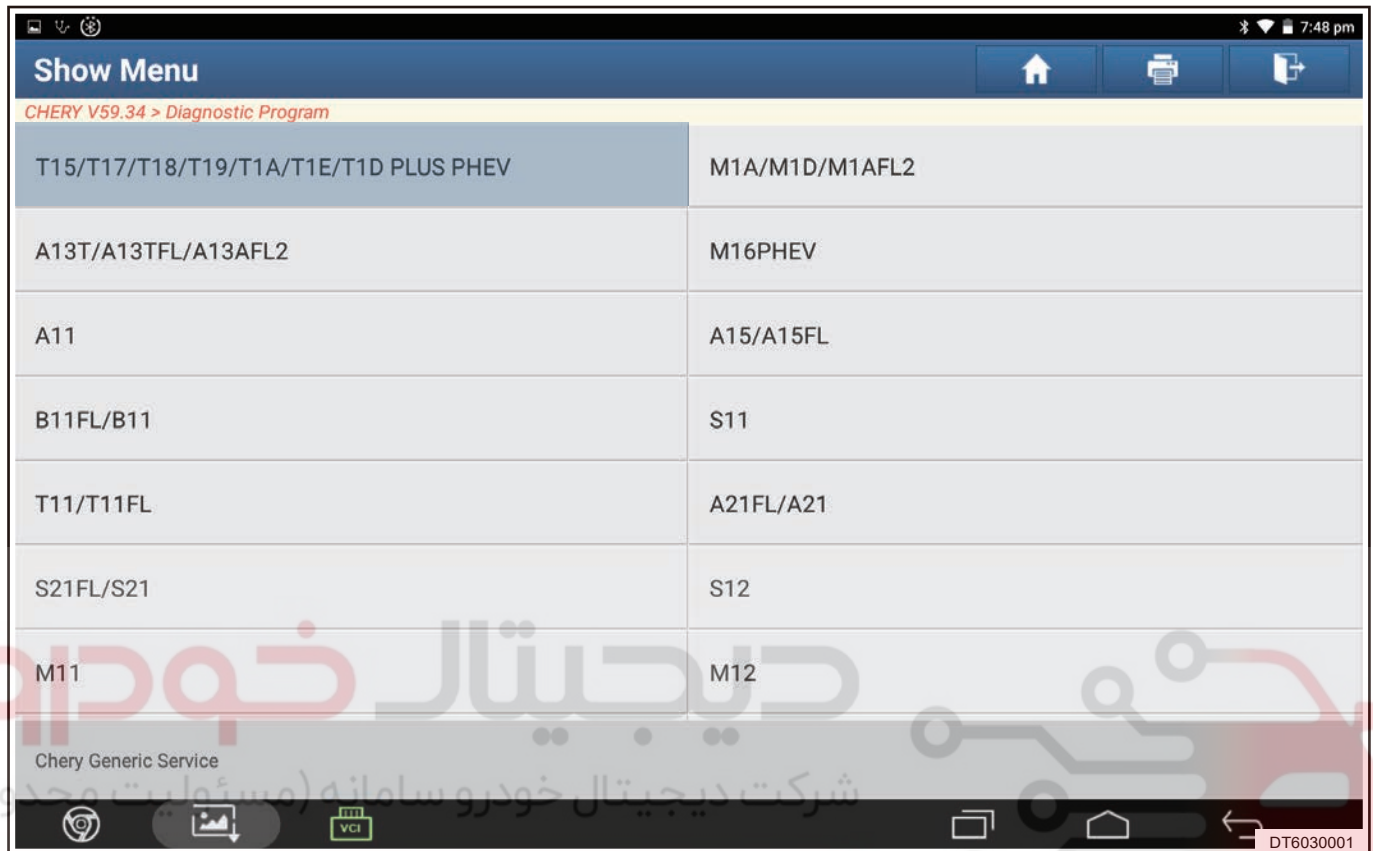 7:48 pm
Show Menu
CHERY V59.34 > Diagnostic Program
T15/T17/T18/T19/T1A/T1E/T1D PLUS PHEV
M1A/M1D/M1AFL2
A13T/A13TFL/A13AFL2
M16PHEV
A11
A15/A15FL
B11FL/B11
S11
T11/T11FL
A21FL/A21
S21FL/S21
S12
M11
M12
دیجیتال خودرو
Chery Generic Service
شرکت دیجیتال خودرو سامانه (مسئولیت
VCI
DT6030001